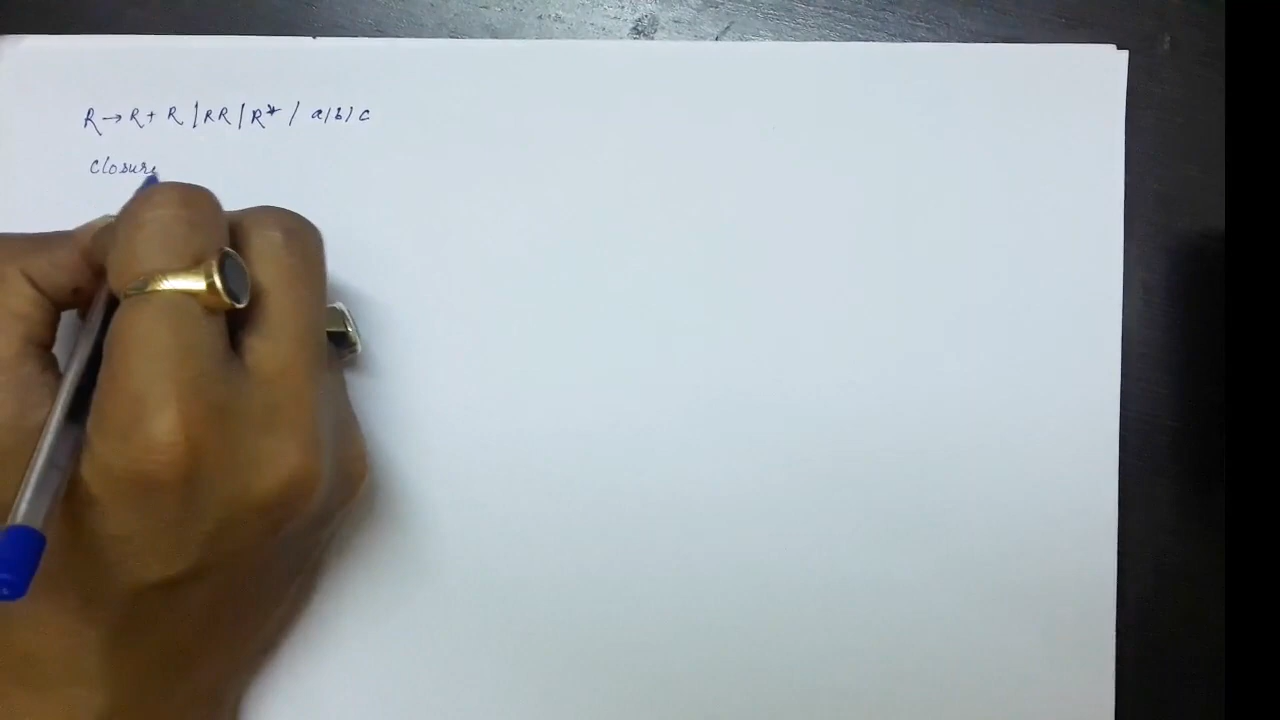 R → R + R | RR | R* / a/b/c
closure